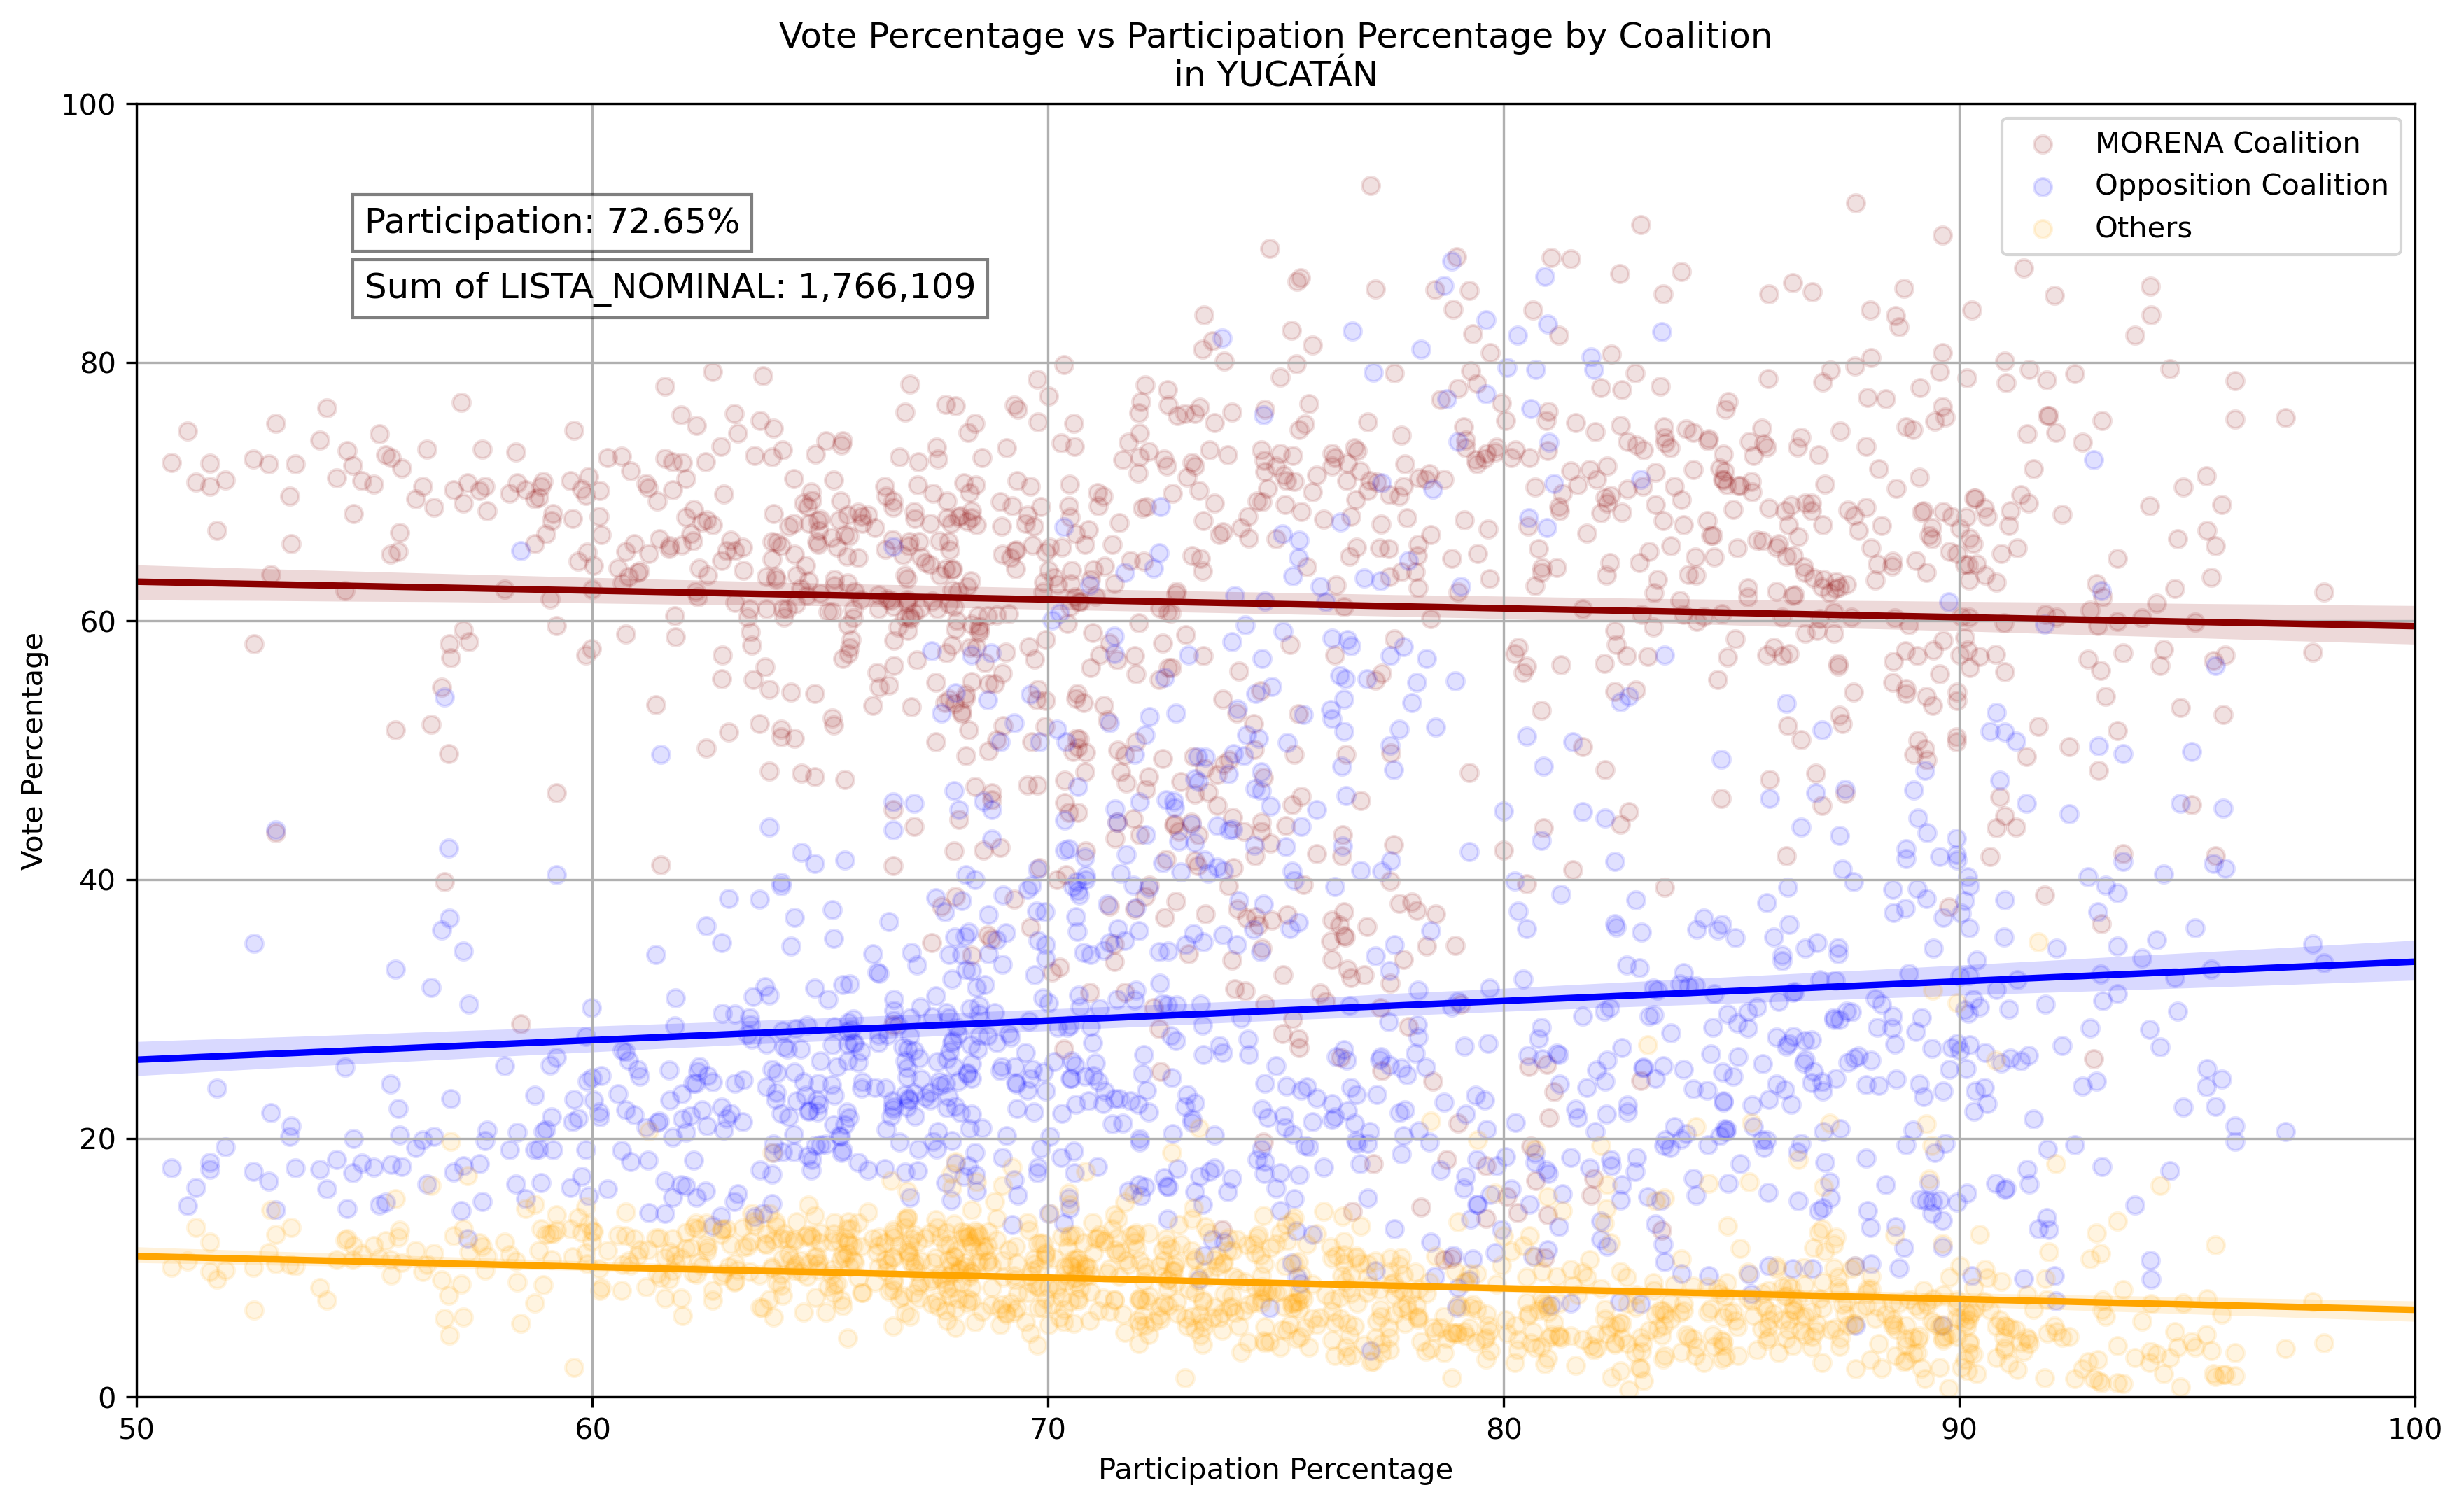 Vote Percentage vs Participation Percentage by Coalition
in YUCATÁN
MORENA Coalition
Opposition Coalition
Others
Participation: 72.65%
Sum of LISTA_NOMINAL: 1,766,109
Vote Percentage
100
80
60
40
20
0
50 60 70 80 90 100
Participation Percentage